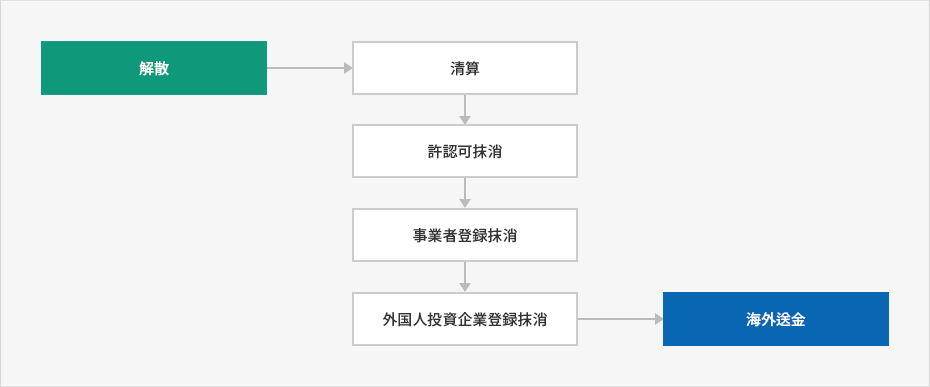 解散
清算
許認可抹消
事業者登録抹消
外国人投資企業登録抹消
海外送金